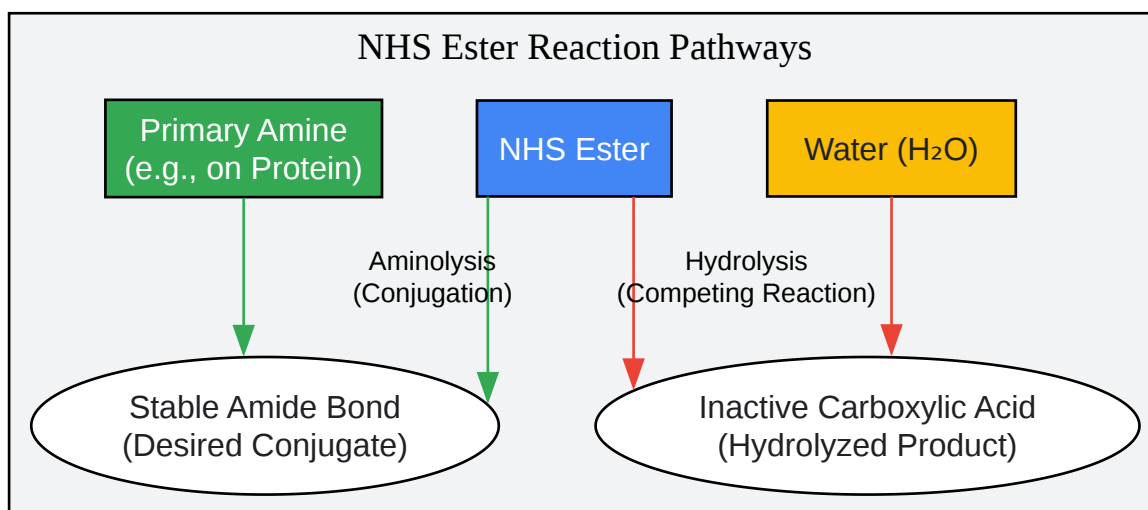 NHS Ester Reaction Pathways
Primary Amine
(e.g., on Protein)
NHS Ester
Water (H₂O)
Aminolysis
(Conjugation)
Hydrolysis
(Competing Reaction)
Stable Amide Bond
(Desired Conjugate)
Inactive Carboxylic Acid
(Hydrolyzed Product)